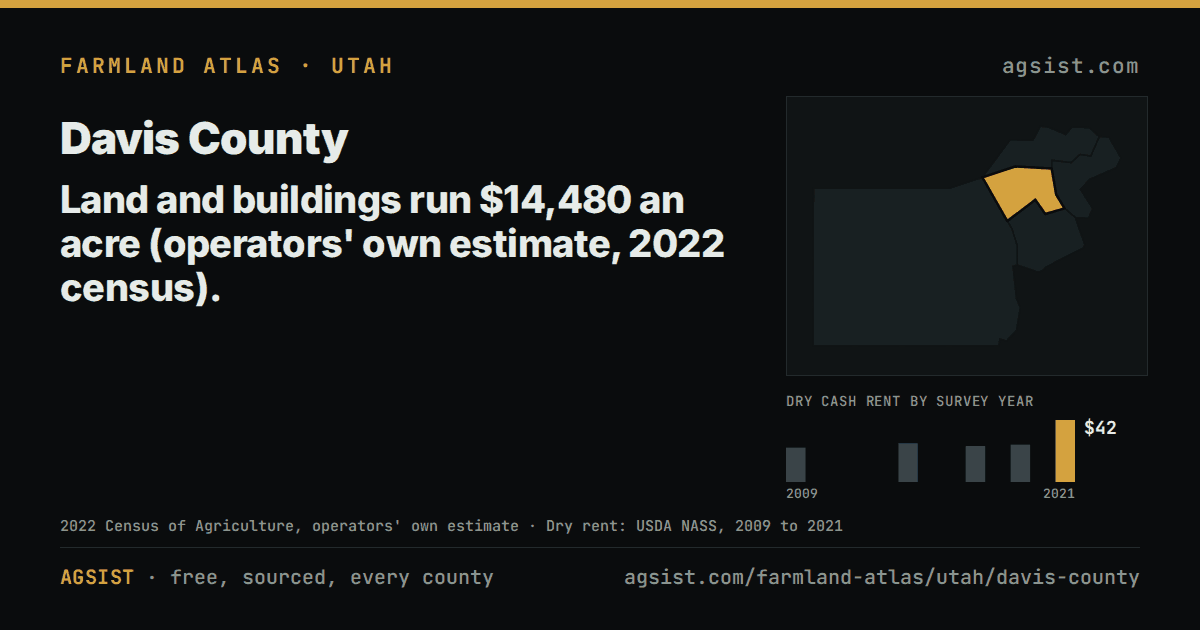 FARMLAND ATLAS · UTAH
agsist.com
Davis County
Land and buildings run $14,480 an
acre (operators' own estimate, 2022
census).
DRY CASH RENT BY SURVEY YEAR
$42
2009
2021
2022 Census of Agriculture, operators' own estimate · Dry rent: USDA NASS, 2009 to 2021
AGSIST · free, sourced, every county
agsist.com/farmland-atlas/utah/davis-county